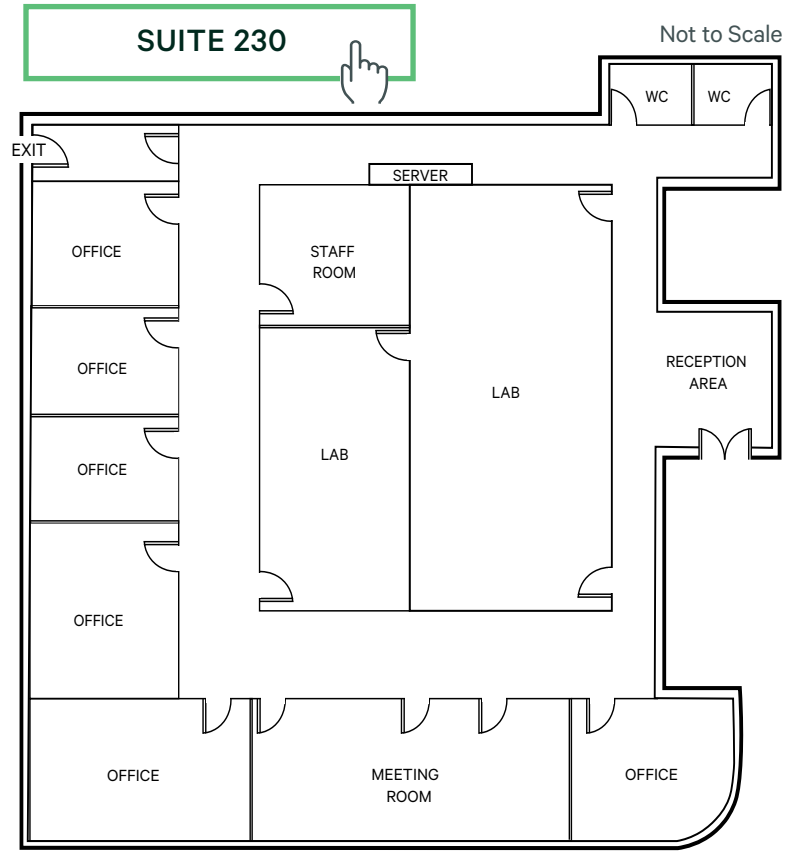 SUITE 230
Not to Scale
WC
WC
EXIT
SERVER
OFFICE
STAFF
ROOM
OFFICE
RECEPTION
AREA
LAB
LAB
OFFICE
OFFICE
OFFICE
MEETING
ROOM
OFFICE